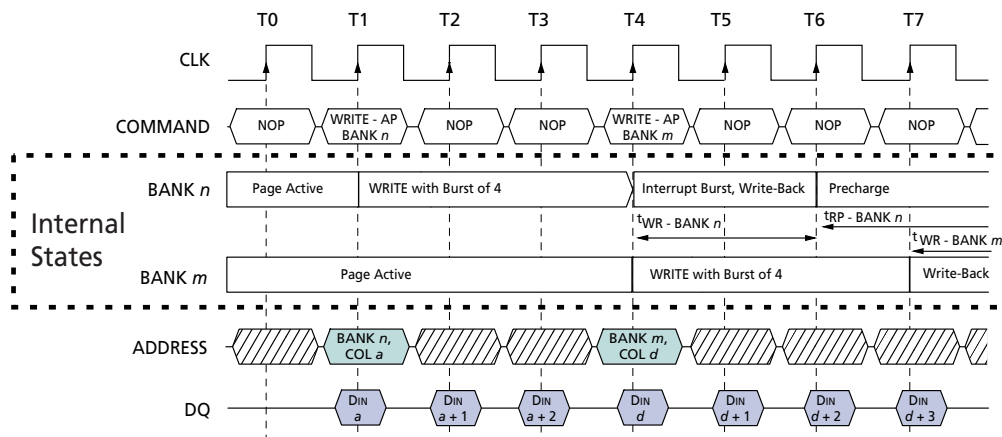 T0 T1 T2 T3 T4 T5 T6 T7
CLK
COMMAND NOP WRITE - AP NOP NOP WRITE - AP NOP NOP NOP
BANK n BANK m
BANK n Page Active WRITE with Burst of 4 Interrupt Burst, Write-Back Precharge
Internal
States
tWR - BANK n tRP - BANK n
tWR - BANK m
BANK m Page Active WRITE with Burst of 4 Write-Back
ADDRESS BANK n, BANK m,
COL a COL d
DQ DIN DIN DIN DIN DIN DIN DIN
a a + 1 a + 2 d d + 1 d + 2 d + 3